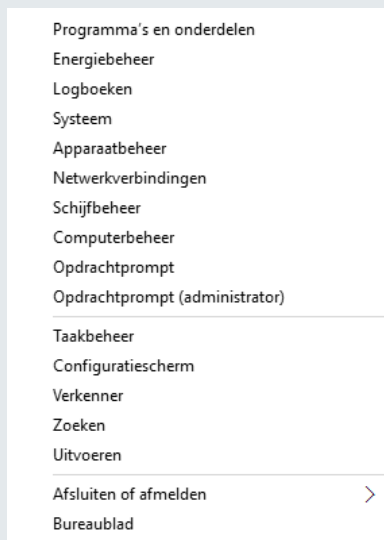 Programma's en onderdelen
Energiebeheer
Logboeken
Systeem
Apparaatbeheer
Netwerkverbindingen
Schijfbeheer
Computerbeheer
Opdrachtprompt
Opdrachtprompt (administrator)
Taakbeheer
Configuratiescherm
Verkenner
Zoeken
Uitvoeren
Afsluiten of afmelden
Bureaublad